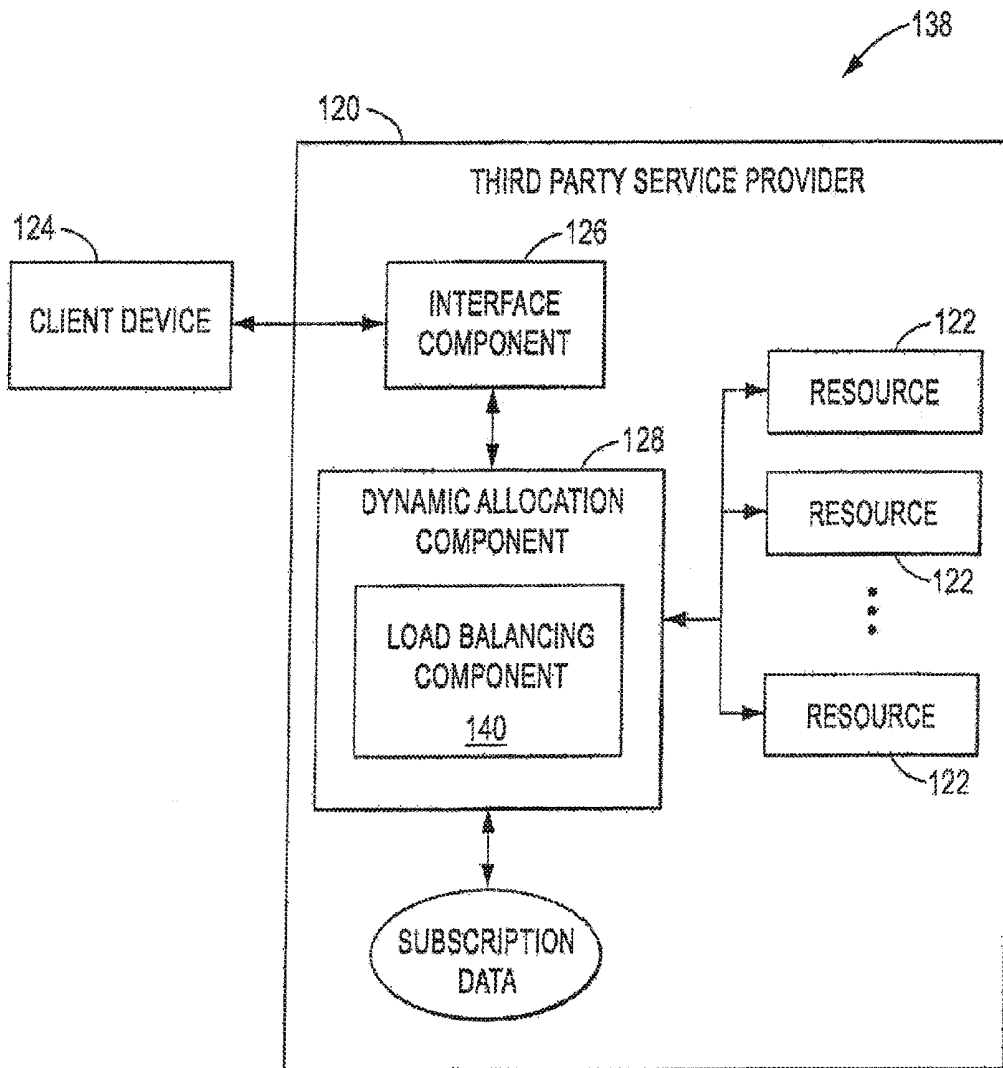 138
120
THIRD PARTY SERVICE PROVIDER
124
126
CLIENT DEVICE
INTERFACE
COMPONENT
122
RESOURCE
128
DYNAMIC ALLOCATION
COMPONENT
RESOURCE
122
LOAD BALANCING
COMPONENT
140
RESOURCE
122
SUBSCRIPTION
DATA